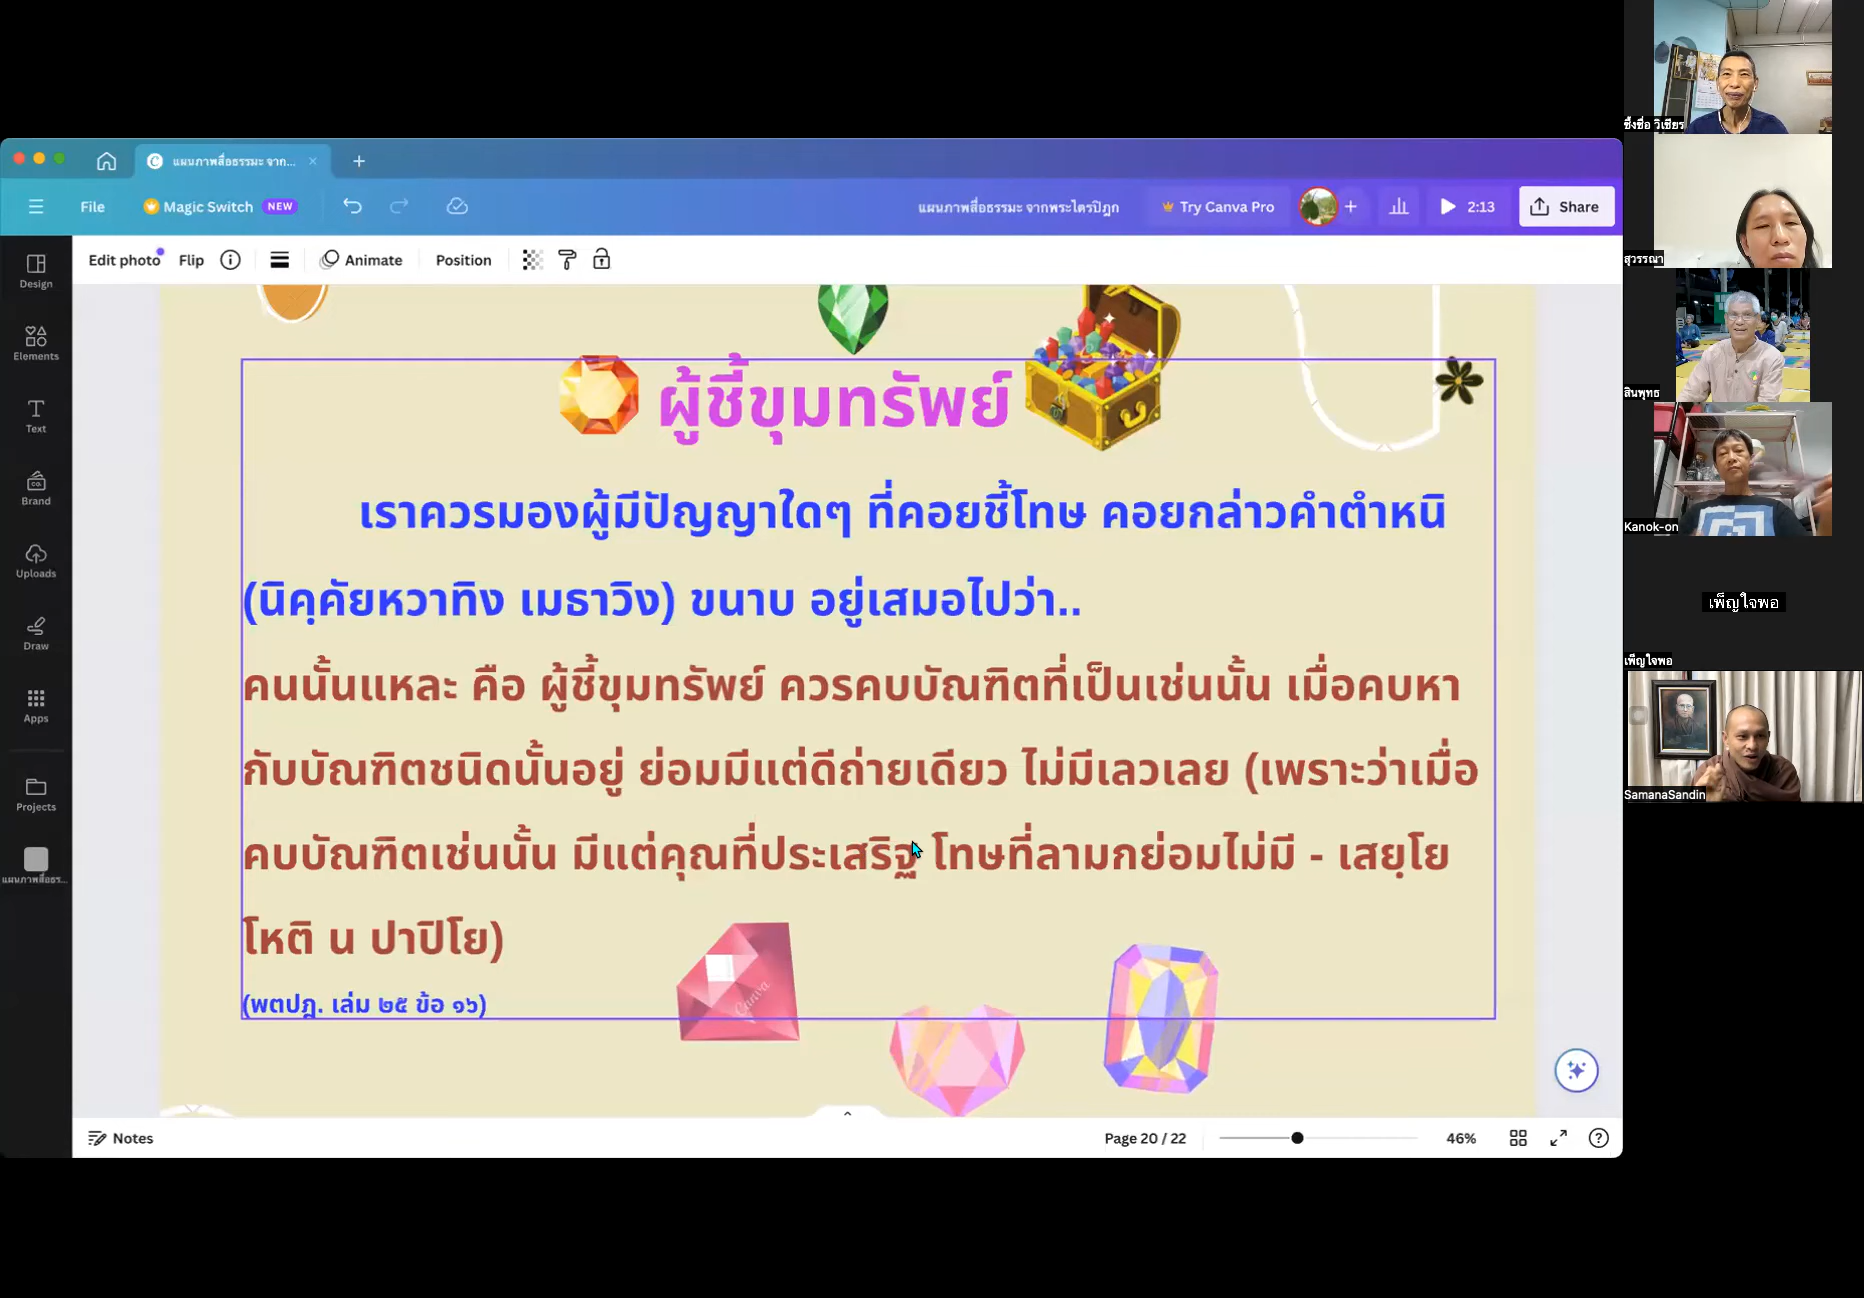 แผนภาพสื่อธรรมะ จาก...
File
Magic Switch NEW
แผนภาพสื่อธรรมะ จากพระไตรปิฎก
Try Canva Pro
2:13
Share
Edit photo
Flip
Animate
Position
Design
Elements
Text
Brand
Uploads
Draw
Apps
Projects
แผนภาพสื่อธร...
ผู้ชี้ขุมทรัพย์
เราควรมองผู้มีปัญญาใดๆ ที่คอยชี้โทษ คอยกล่าวคำตำหนิ
(นิคฺคัยหวาทิง เมธาวิง) ขนาบ อยู่เสมอไปว่า..
คนนั้นแหละ คือ ผู้ชี้ขุมทรัพย์ ควรคบบัณฑิตที่เป็นเช่นนั้น เมื่อคบหา
กับบัณฑิตชนิดนั้นอยู่ ย่อมมีแต่ดีถ่ายเดียว ไม่มีเลวเลย (เพราะว่าเมื่อ
คบบัณฑิตเช่นนั้น มีแต่คุณที่ประเสริฐ โทษที่ลามกย่อมไม่มี - เสยฺโย
โหติ น ปาปิโย)
(พตปฎ. เล่ม ๒๕ ข้อ ๑๖)
Canva
Notes
Page 20 / 22
46%
ซึ้งซื่อ วิเชียร
สุวรรณา
สินพุทธ
Kanok-on
เพ็ญใจพอ
เพ็ญใจพอ
SamanaSandin